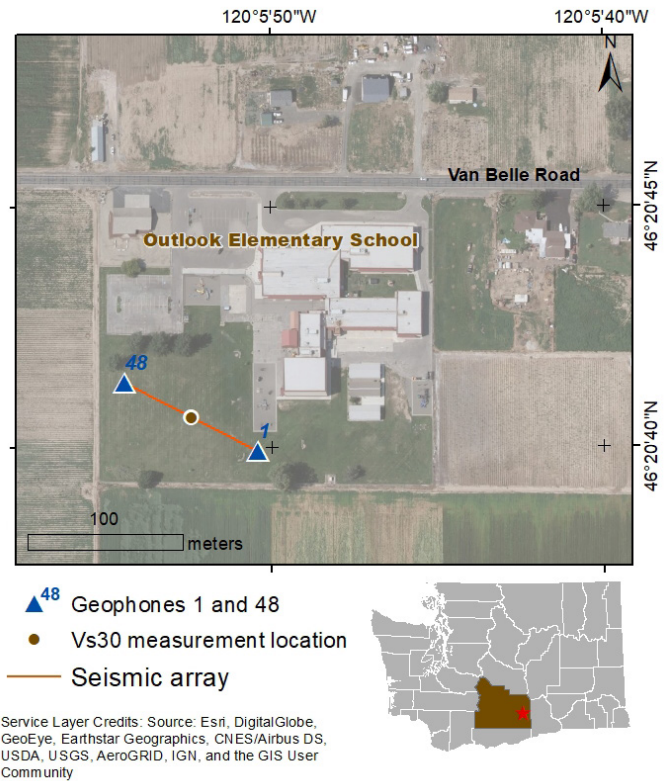 120°5'50"W
120°5'40"W
N
Van Belle Road
46°20'45"N
Outlook Elementary School
48
1
46°20'40"N
100
meters
48
Geophones 1 and 48
Vs30 measurement location
Seismic array
Service Layer Credits: Source: Esri, DigitalGlobe,
GeoEye, Earthstar Geographics, CNES/Airbus DS,
USDA, USGS, AeroGRID, IGN, and the GIS User
Community